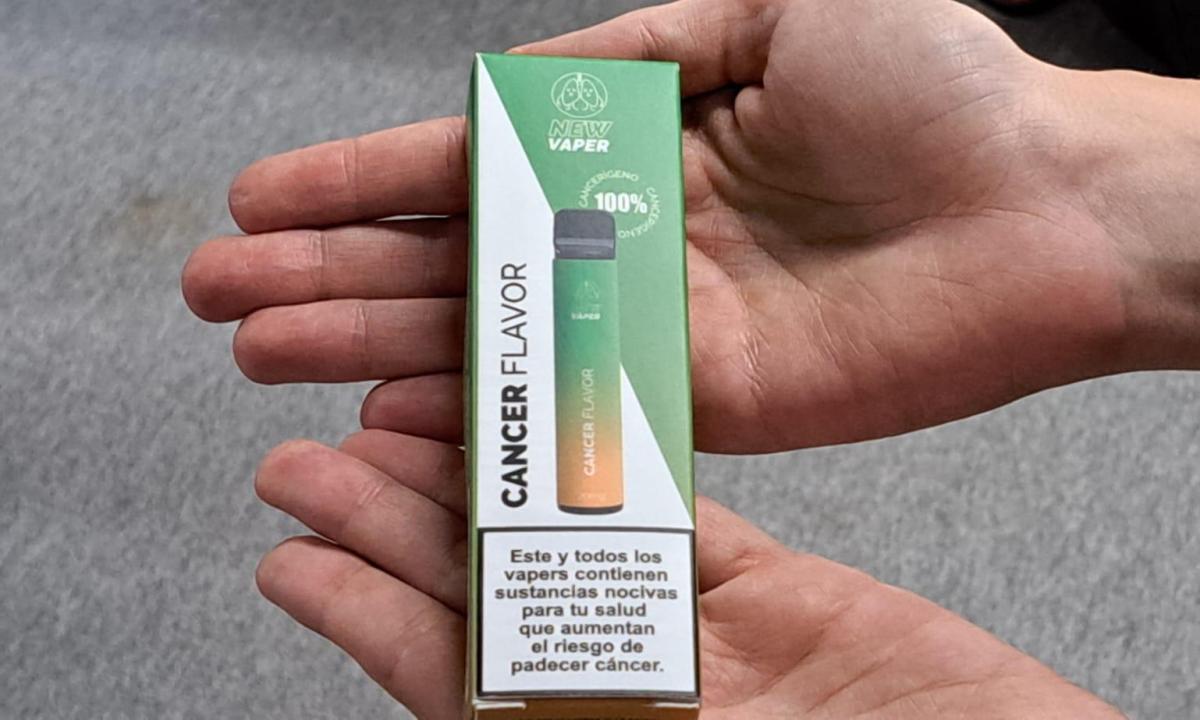 NEW
VAPER
CANCERÍGENO
100%
CANCERÍGENO
CANCER FLAVOR
VAPER
CANCER FLAVOR
Este y todos los
vapers contienen
sustancias nocivas
para tu salud
que aumentan
el riesgo de
padecer cáncer.